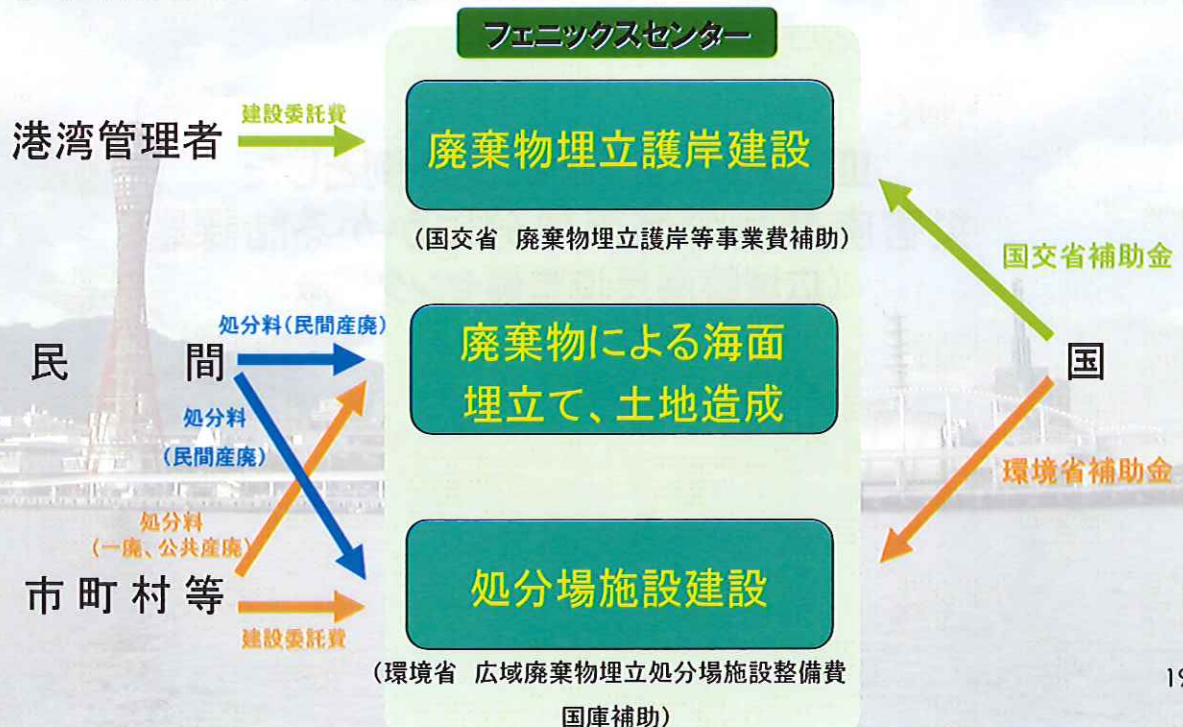 フェニックスセンター
港湾管理者
建設委託費
廃棄物埋立護岸建設
(国交省 廃棄物埋立護岸等事業費補助)
国交省補助金
処分料(民間産廃)
民間
廃棄物による海面
埋立て、土地造成
国
処分料
(民間産廃)
環境省補助金
処分料
(一廃、公共産廃)
市町村等
建設委託費
処分場施設建設
(環境省 広域廃棄物埋立処分場施設整備費
国庫補助)
19